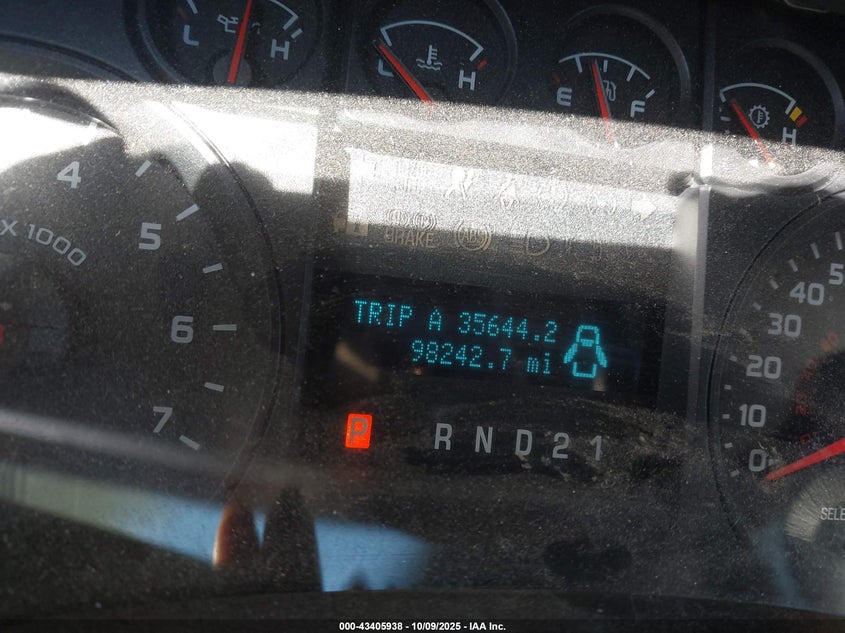 L H
L H
E F
H
4
5
X 1000
6
7
BRAKE
ABS
TRIP A 35644.2
98242.7 mi
P R N D 2 1
50
40
30
20
10
0
000-43405938 - 10/09/2025 - IAA Inc.